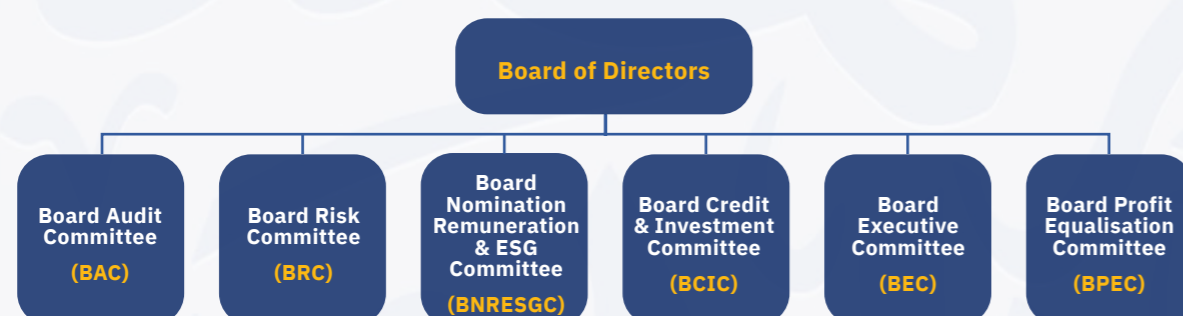 Board of Directors
Board Audit
Committee
(BAC)
Board Risk
Committee
(BRC)
Board
Nomination
Remuneration
& ESG
Committee
(BNRESGC)
Board Credit
& Investment
Committee
(BCIC)
Board
Executive
Committee
(BEC)
Board Profit
Equalisation
Committee
(BPEC)